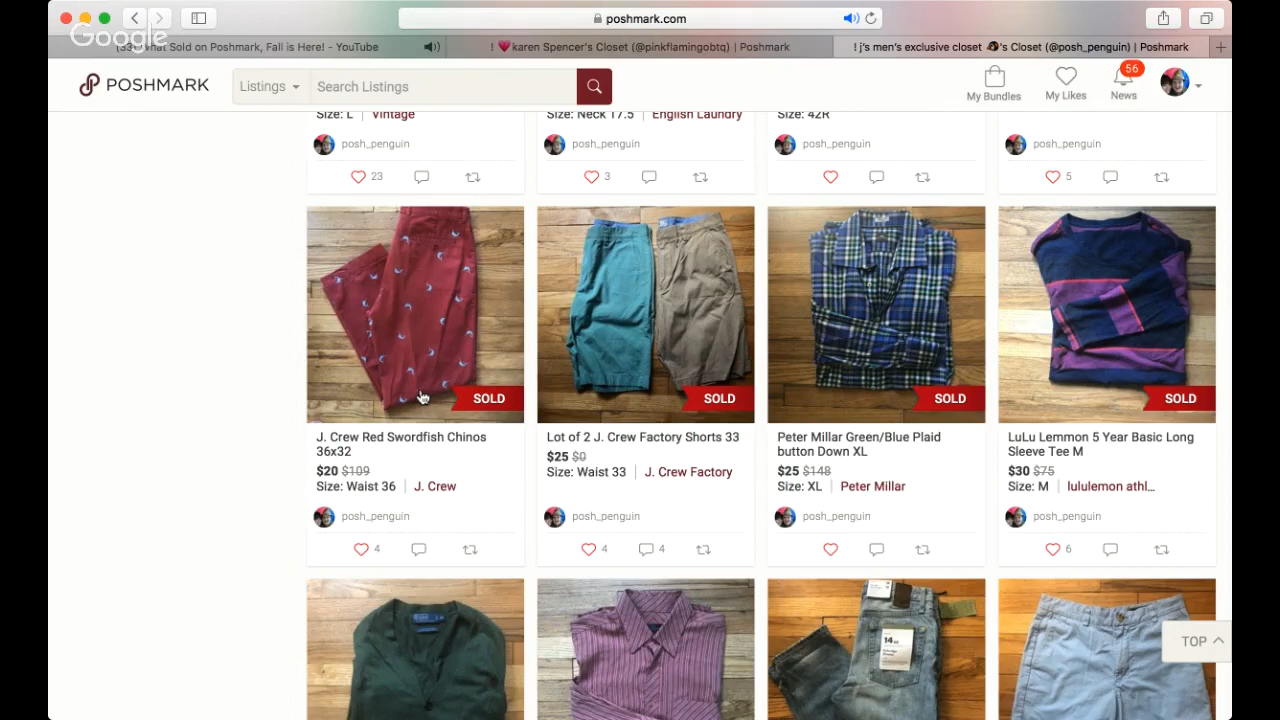 Google
poshmark.com
What Sold on Poshmark, Fall is Here! - YouTube
! ❤karen Spencer's Closet (@pinkflamingobtq) | Poshmark
! j's men's exclusive closet 's Closet (@posh_penguin) | Poshmark
POSHMARK
Listings
Search Listings
My Bundles
My Likes
56
News
Size: L | Vintage
Size: Neck 17.5 | English Laundry
Size: 42R
posh_penguin
posh_penguin
posh_penguin
posh_penguin
23
3
5
SOLD
SOLD
SOLD
SOLD
J. Crew Red Swordfish Chinos
36x32
$20 $109
Size: Waist 36 | J. Crew
posh_penguin
4
Lot of 2 J. Crew Factory Shorts 33
$25 $0
Size: Waist 33 | J. Crew Factory
posh_penguin
4 4
Peter Millar Green/Blue Plaid
button Down XL
$25 $148
Size: XL | Peter Millar
posh_penguin
LuLu Lemmon 5 Year Basic Long
Sleeve Tee M
$30 $75
Size: M | lululemon athl...
posh_penguin
6
14
TOP